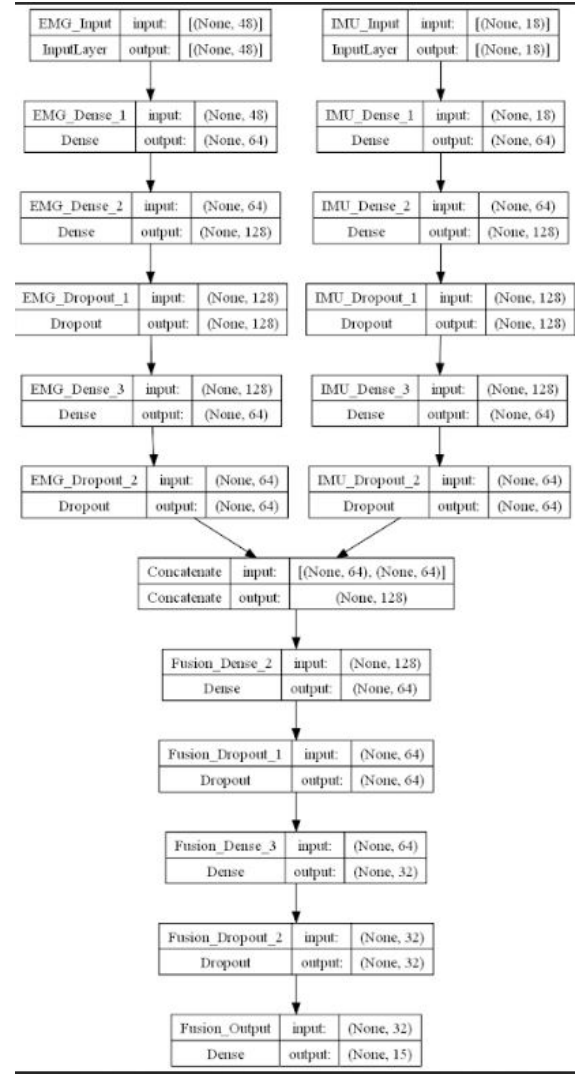 EMG_Input input: [(None, 48)]
InputLayer output: [(None, 48)]
IMU_Input input: [(None, 18)]
InputLayer output: [(None, 18)]
EMG_Dense_1 input: (None, 48)
Dense output: (None, 64)
IMU_Dense_1 input: (None, 18)
Dense output: (None, 64)
EMG_Dense_2 input: (None, 64)
Dense output: (None, 128)
IMU_Dense_2 input: (None, 64)
Dense output: (None, 128)
EMG_Dropout_1 input: (None, 128)
Dropout output: (None, 128)
IMU_Dropout_1 input: (None, 128)
Dropout output: (None, 128)
EMG_Dense_3 input: (None, 128)
Dense output: (None, 64)
IMU_Dense_3 input: (None, 128)
Dense output: (None, 64)
EMG_Dropout_2 input: (None, 64)
Dropout output: (None, 64)
IMU_Dropout_2 input: (None, 64)
Dropout output: (None, 64)
Concatenate input: [(None, 64), (None, 64)]
Concatenate output: (None, 128)
Fusion_Dense_2 input: (None, 128)
Dense output: (None, 64)
Fusion_Dropout_1 input: (None, 64)
Dropout output: (None, 64)
Fusion_Dense_3 input: (None, 64)
Dense output: (None, 32)
Fusion_Dropout_2 input: (None, 32)
Dropout output: (None, 32)
Fusion_Output input: (None, 32)
Dense output: (None, 15)